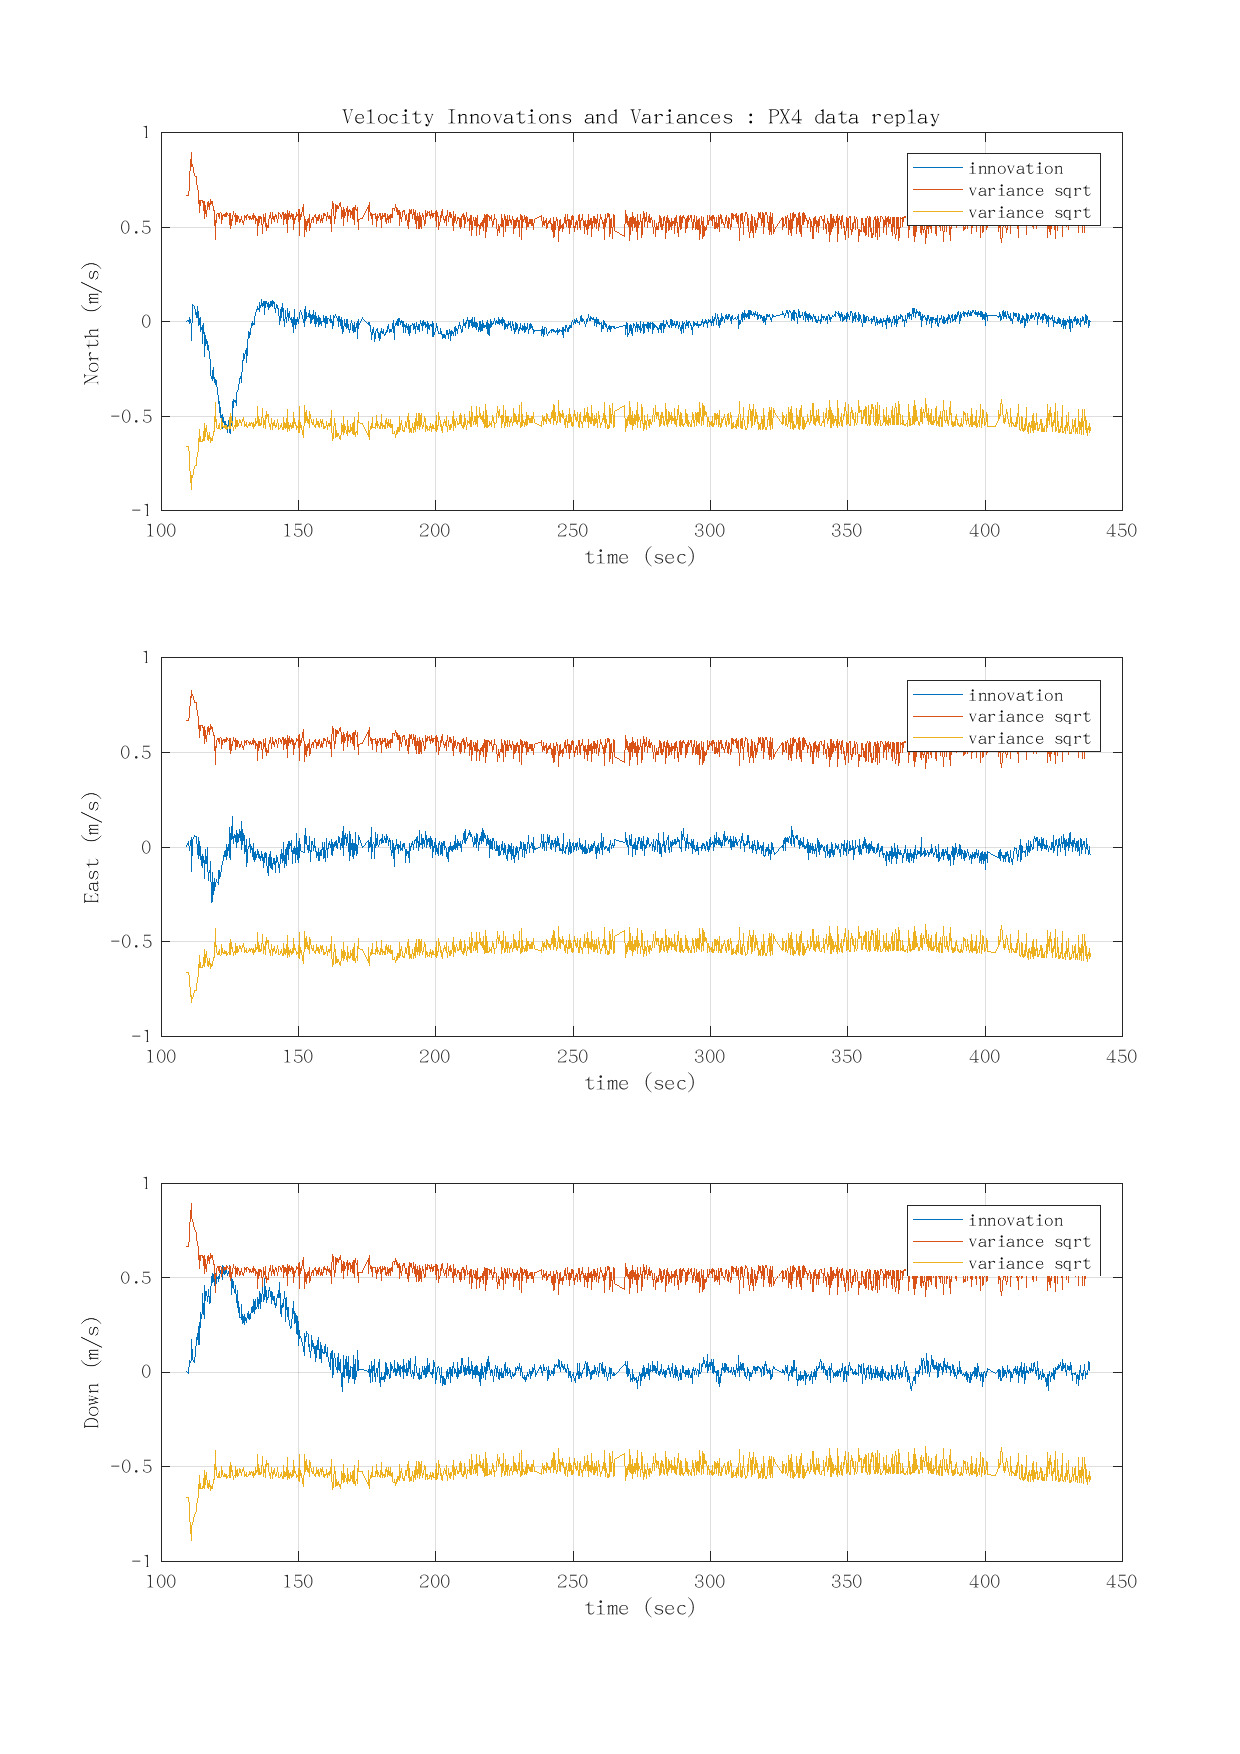 Velocity Innovations and Variances : PX4 data replay
1
0.5
0
-0.5
-1
North (m/s)
innovation
variance sqrt
variance sqrt
100 150 200 250 300 350 400 450
time (sec)
1
0.5
0
-0.5
-1
East (m/s)
innovation
variance sqrt
variance sqrt
100 150 200 250 300 350 400 450
time (sec)
1
0.5
0
-0.5
-1
Down (m/s)
innovation
variance sqrt
variance sqrt
100 150 200 250 300 350 400 450
time (sec)